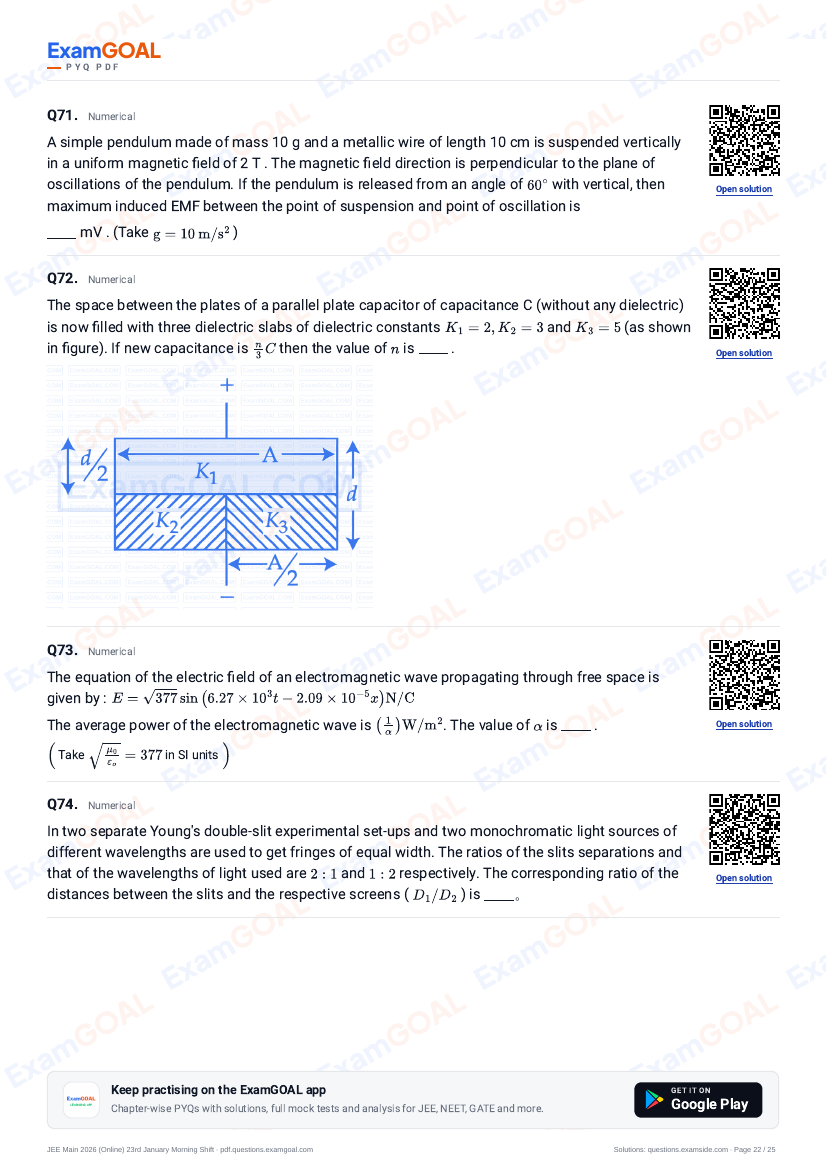 ExamGOAL
PYQ PDF
Q71. Numerical
A simple pendulum made of mass 10 g and a metallic wire of length 10 cm is suspended vertically
in a uniform magnetic field of 2 T . The magnetic field direction is perpendicular to the plane of
oscillations of the pendulum. If the pendulum is released from an angle of 60° with vertical, then
maximum induced EMF between the point of suspension and point of oscillation is
____ mV . (Take g = 10 m/s² )
Open solution
Q72. Numerical
The space between the plates of a parallel plate capacitor of capacitance C (without any dielectric)
is now filled with three dielectric slabs of dielectric constants K₁ = 2, K₂ = 3 and K₃ = 5 (as shown
in figure). If new capacitance is n/3 C then the value of n is ____ .
Open solution
+
d/2
A
K₁
d
K₂
K₃
A/2
−
ExamGOAL.COM
Q73. Numerical
The equation of the electric field of an electromagnetic wave propagating through free space is
given by : E = √377 sin (6.27 × 10³t − 2.09 × 10⁻⁵x)N/C
The average power of the electromagnetic wave is (1/α)W/m². The value of α is ____ .
( Take √(μ₀/εₒ) = 377 in SI units )
Open solution
Q74. Numerical
In two separate Young's double-slit experimental set-ups and two monochromatic light sources of
different wavelengths are used to get fringes of equal width. The ratios of the slits separations and
that of the wavelengths of light used are 2 : 1 and 1 : 2 respectively. The corresponding ratio of the
distances between the slits and the respective screens ( D₁/D₂ ) is ____。
Open solution
ExamGOAL
Keep practising on the ExamGOAL app
Chapter-wise PYQs with solutions, full mock tests and analysis for JEE, NEET, GATE and more.
GET IT ON
Google Play
JEE Main 2026 (Online) 23rd January Morning Shift · pdf.questions.examgoal.com
Solutions: questions.examside.com · Page 22 / 25